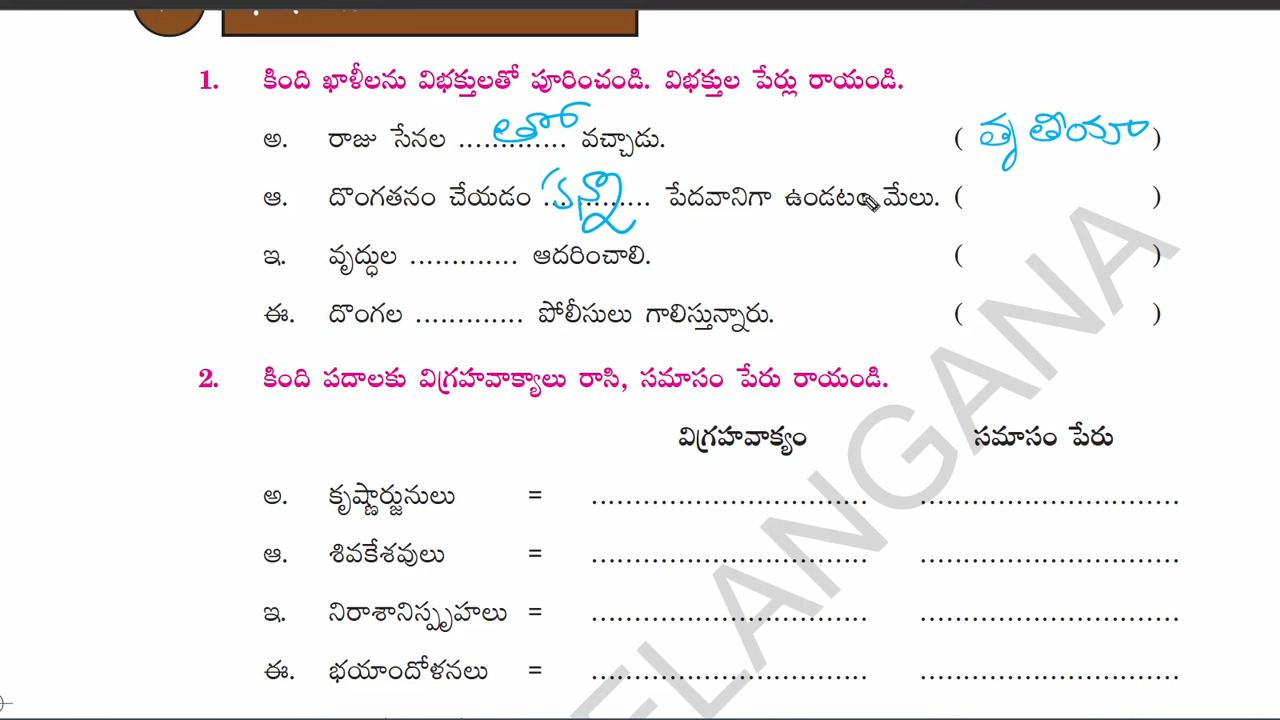 1. కింది ఖాళీలను విభక్తులతో పూరించండి. విభక్తుల పేర్లు రాయండి.
అ. రాజు సేనల ....తో.... వచ్చాడు. ( తృతీయా )
ఆ. దొంగతనం చేయడం ....కన్నా.... పేదవానిగా ఉండటం మేలు. ( )
ఇ. వృద్ధుల ............. ఆదరించాలి. ( )
ఈ. దొంగల ............. పోలీసులు గాలిస్తున్నారు. ( )
2. కింది పదాలకు విగ్రహవాక్యాలు రాసి, సమాసం పేరు రాయండి.
విగ్రహవాక్యం సమాసం పేరు
అ. కృష్ణార్జునులు = ................................. ...............................
ఆ. శివకేశవులు = ................................. ...............................
ఇ. నిరాశానిస్పృహలు = ................................. ...............................
ఈ. భయాందోళనలు = ................................. ...............................
ELANGANA